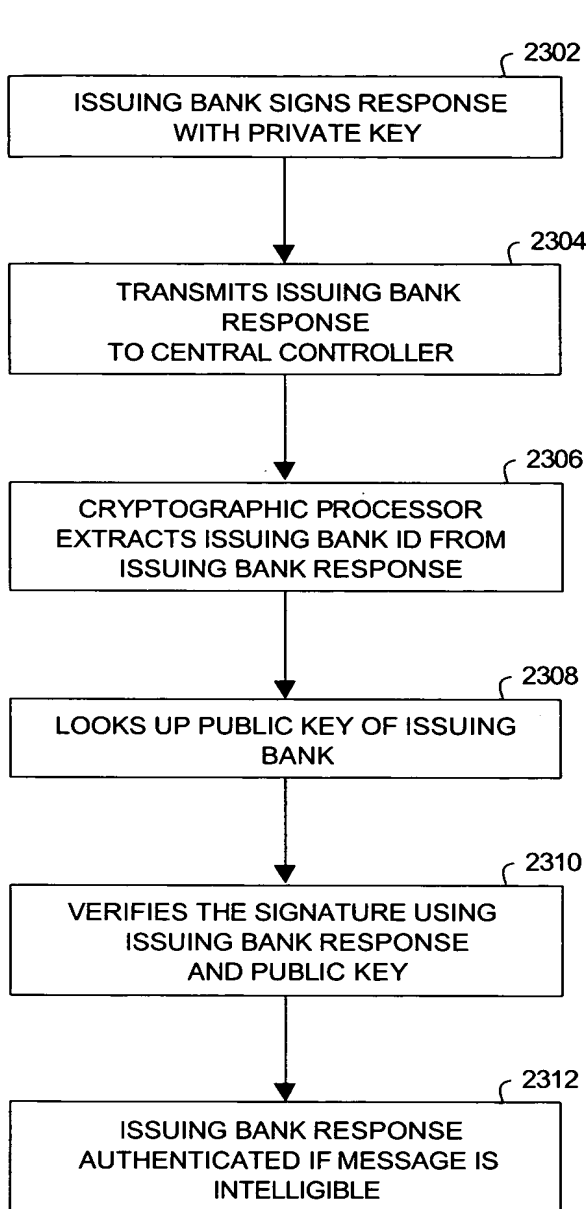 2302
ISSUING BANK SIGNS RESPONSE
WITH PRIVATE KEY
2304
TRANSMITS ISSUING BANK
RESPONSE
TO CENTRAL CONTROLLER
2306
CRYPTOGRAPHIC PROCESSOR
EXTRACTS ISSUING BANK ID FROM
ISSUING BANK RESPONSE
2308
LOOKS UP PUBLIC KEY OF ISSUING
BANK
2310
VERIFIES THE SIGNATURE USING
ISSUING BANK RESPONSE
AND PUBLIC KEY
2312
ISSUING BANK RESPONSE
AUTHENTICATED IF MESSAGE IS
INTELLIGIBLE